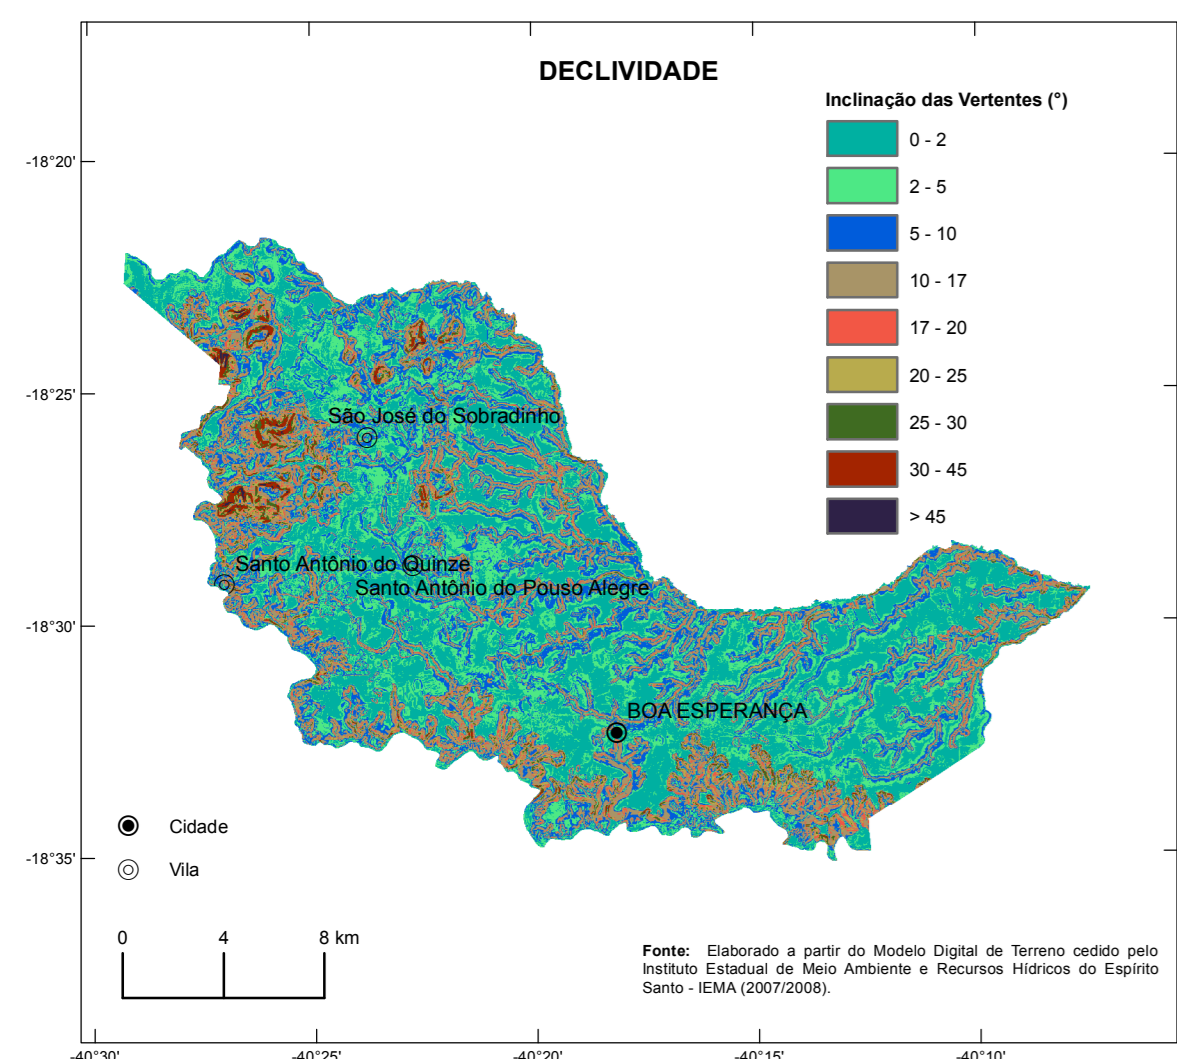 DECLIVIDADE
Inclinação das Vertentes (°)
0 - 2
2 - 5
5 - 10
10 - 17
17 - 20
20 - 25
25 - 30
30 - 45
> 45
-18°20'
-18°25'
-18°30'
-18°35'
São José do Sobradinho
Santo Antônio do Quinze
Santo Antônio do Pouso Alegre
BOA ESPERANÇA
Cidade
Vila
0 4 8 km
Fonte: Elaborado a partir do Modelo Digital de Terreno cedido pelo
Instituto Estadual de Meio Ambiente e Recursos Hídricos do Espírito
Santo - IEMA (2007/2008).
-40°30' -40°25' -40°20' -40°15' -40°10'